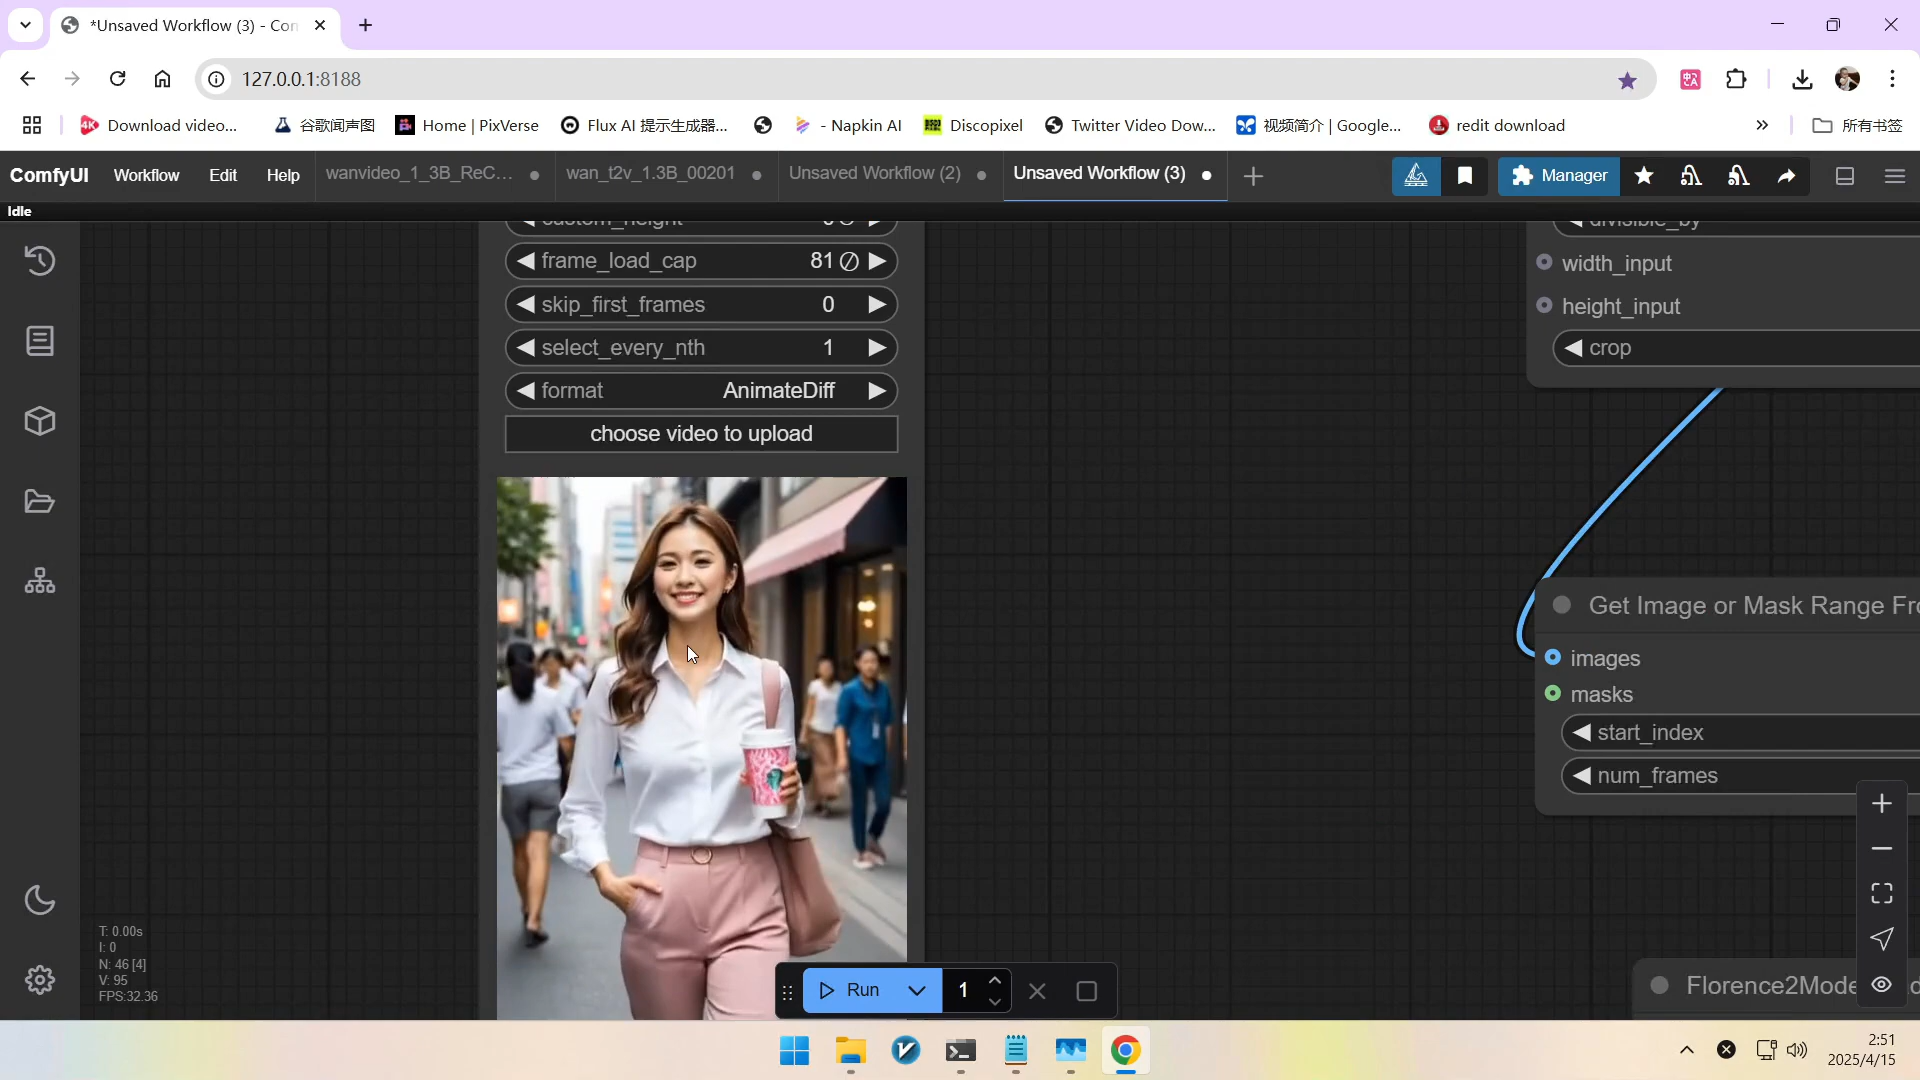 *Unsaved Workflow (3) - Con
127.0.0.1:8188
Download video...
谷歌闻声图
Home | PixVerse
Flux AI 提示生成器...
- Napkin AI
Discopixel
Twitter Video Dow...
视频简介 | Google...
redit download
所有书签
ComfyUI
Workflow
Edit
Help
wanvideo_1_3B_ReC...
wan_t2v_1.3B_00201
Unsaved Workflow (2)
Unsaved Workflow (3)
Manager
Idle
custom_height
frame_load_cap 81
skip_first_frames 0
select_every_nth 1
format AnimateDiff
choose video to upload
divisible_by
width_input
height_input
crop
Get Image or Mask Range Fro
images
masks
start_index
num_frames
Florence2Mode
T: 0.00s
I: 0
N: 46 [4]
V: 95
FPS:32.36
Run
1
2:51
2025/4/15